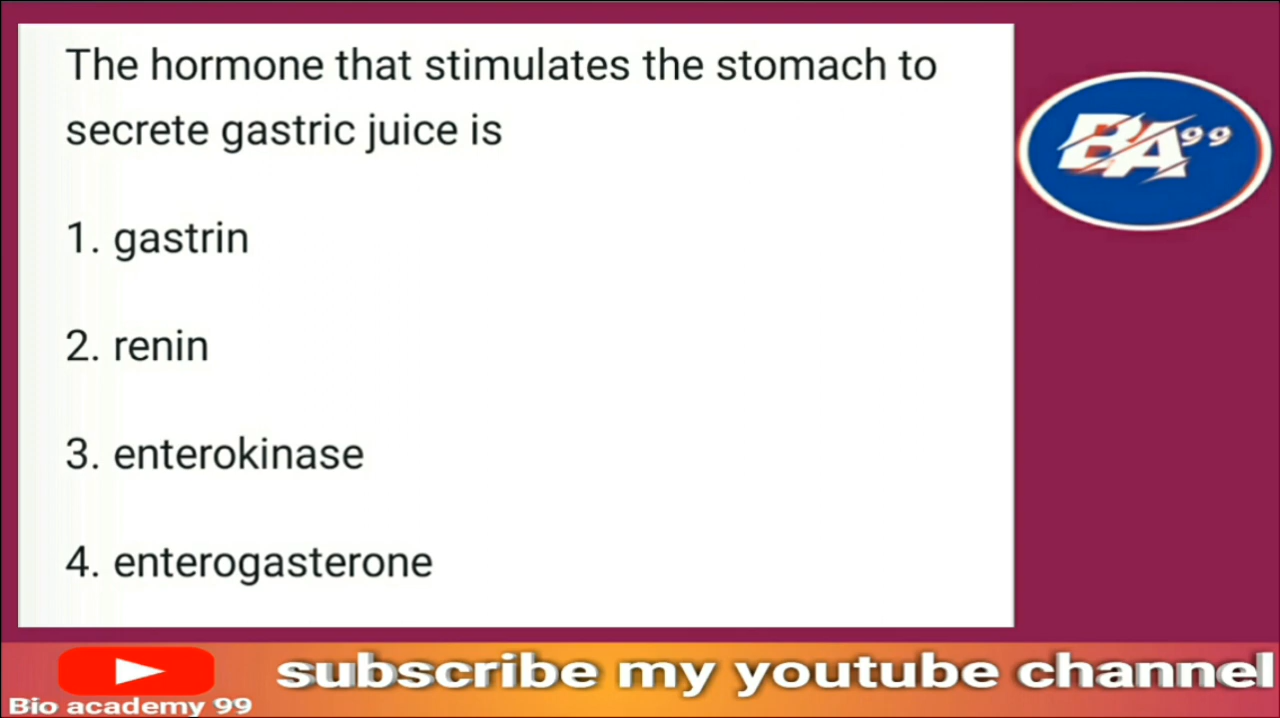 The hormone that stimulates the stomach to
secrete gastric juice is
1. gastrin
2. renin
3. enterokinase
4. enterogasterone
BA99
subscribe my youtube channel
Bio academy 99